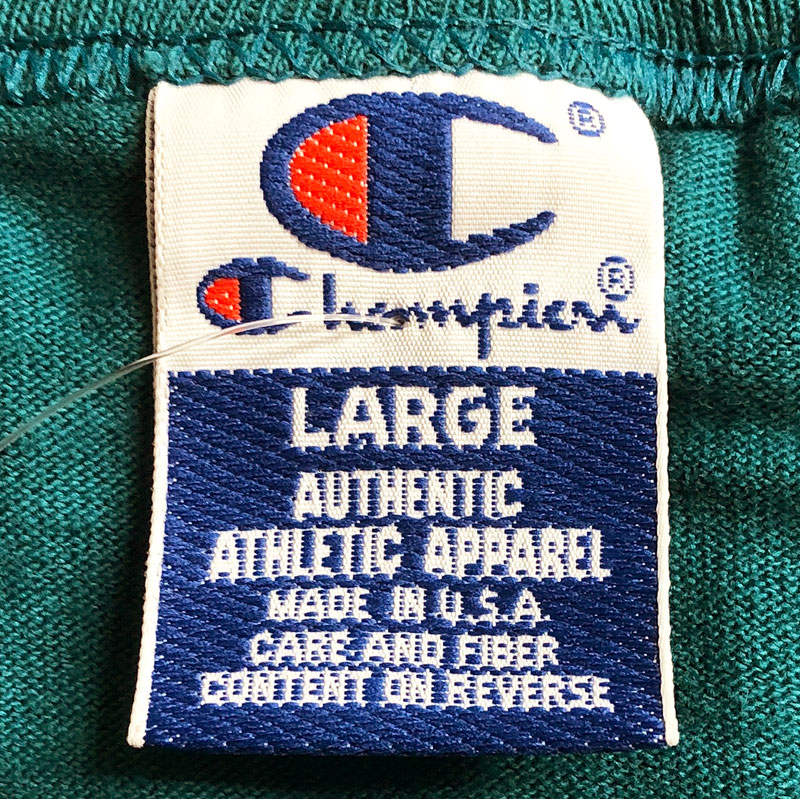 C®
Champion®
LARGE
AUTHENTIC
ATHLETIC APPAREL
MADE IN U.S.A.
CARE AND FIBER
CONTENT ON REVERSE